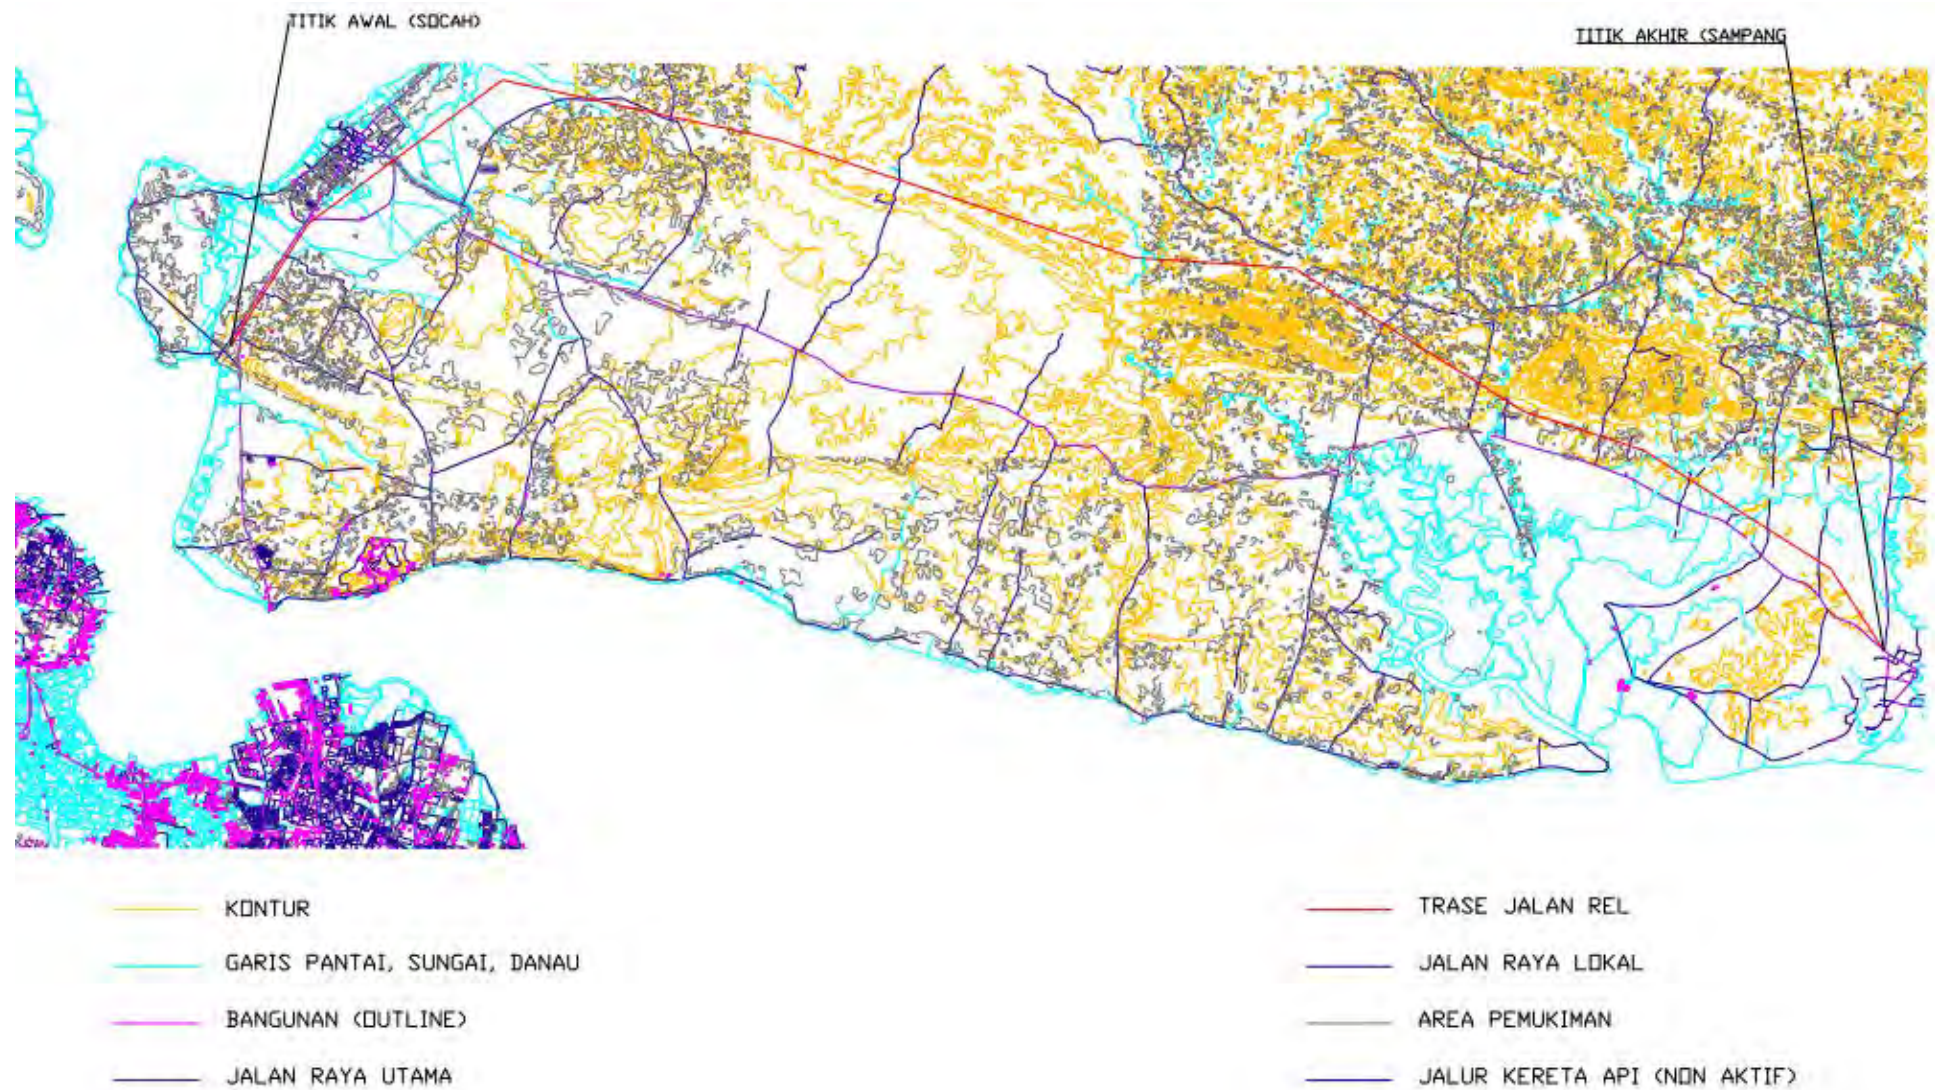 TITIK AWAL (SOCAH)
TITIK AKHIR (SAMPANG
KONTUR
GARIS PANTAI, SUNGAI, DANAU
BANGUNAN (OUTLINE)
JALAN RAYA UTAMA
TRASE JALAN REL
JALAN RAYA LOKAL
AREA PEMUKIMAN
JALUR KERETA API (NON AKTIF)